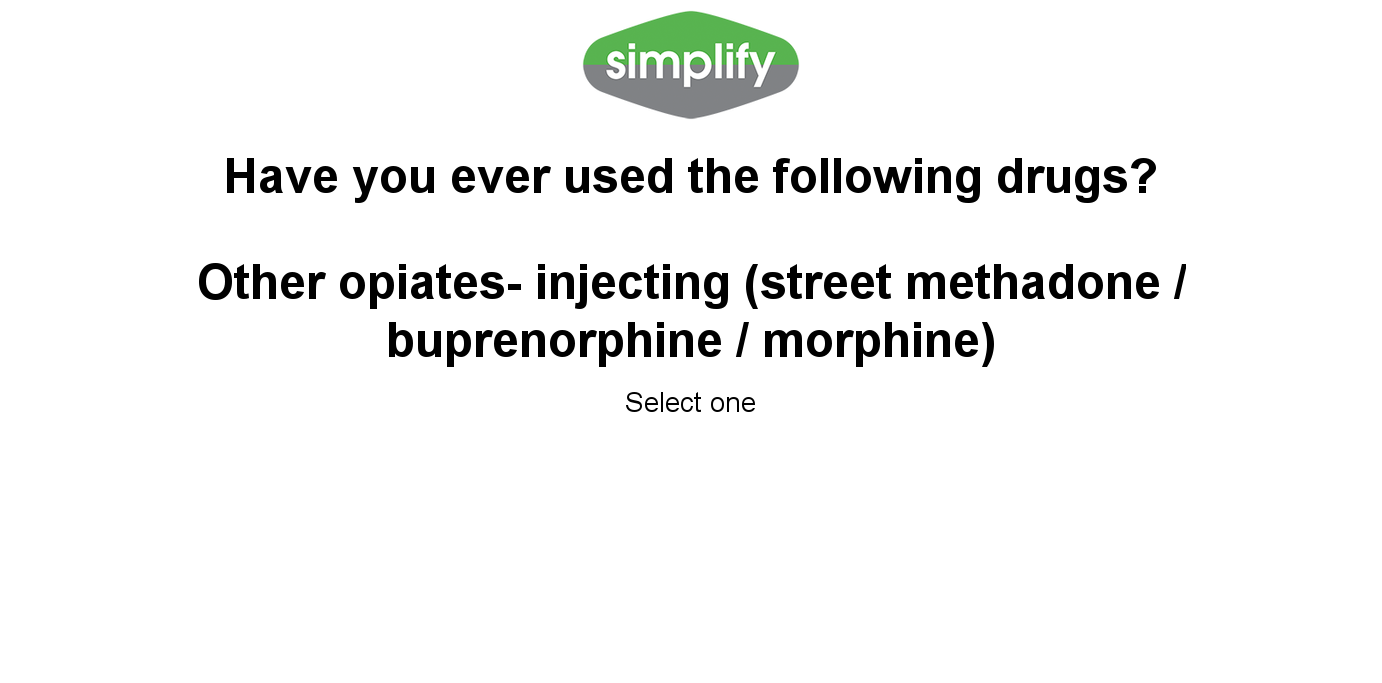 simplify
Have you ever used the following drugs?
Other opiates- injecting (street methadone /
buprenorphine / morphine)
Select one